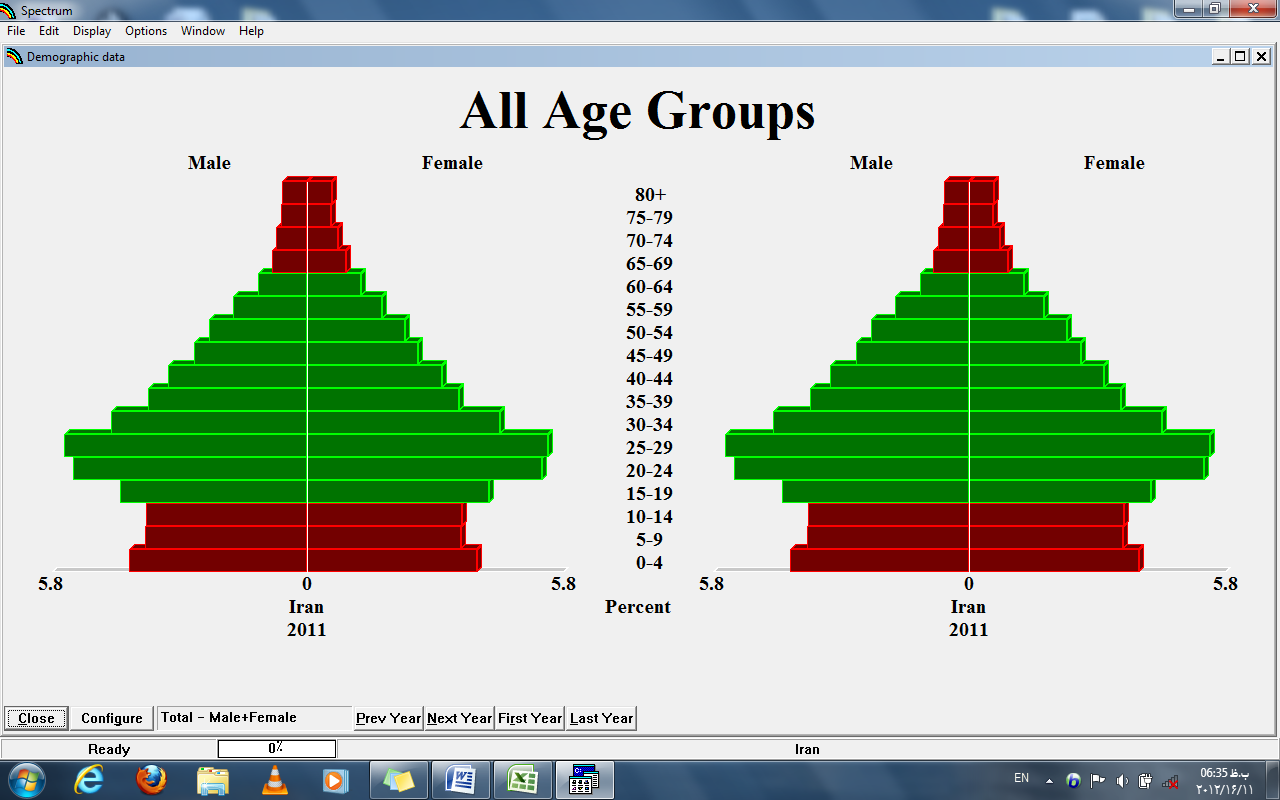 Spectrum
File Edit Display Options Window Help
Demographic data
All Age Groups
Male Female Male Female
80+
75-79
70-74
65-69
60-64
55-59
50-54
45-49
40-44
35-39
30-34
25-29
20-24
15-19
10-14
5-9
0-4
5.8 0 5.8 5.8 0 5.8
Iran Percent Iran
2011 2011
Close Configure Total - Male+Female Prev Year Next Year First Year Last Year
Ready 0% Iran
EN 06:35 ب.ظ
۲۰۱۲/۱۶/۱۱